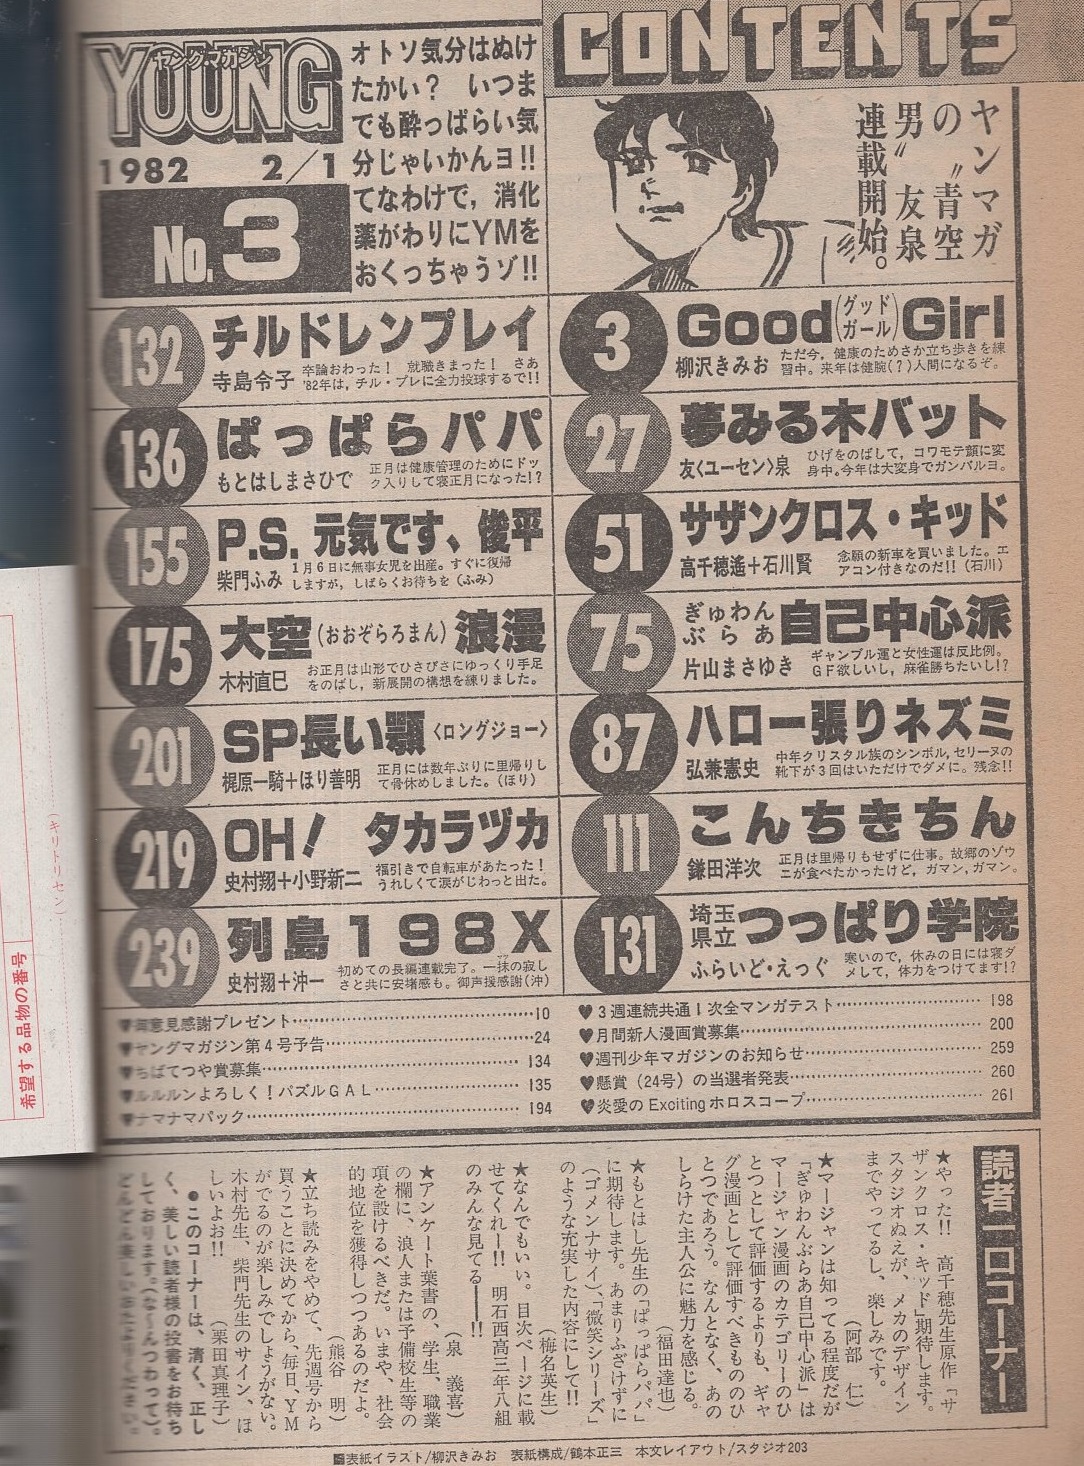 CONTENTS
YOUNG
ヤングマガジン
1982 2/1
No.3
オトソ気分はぬけ
たかい？ いつま
でも酔っぱらい気
分じゃいかんヨ!!
てなわけで，消化
薬がわりにYMを
おくっちゃうゾ!!
ヤンマガ
の〝青空
男〟友泉
連載開始。
3
Good(グッドガール)Girl
柳沢きみお
ただ今，健康のためさか立ち歩きを練
習中。来年は健腕(？)人間になるぞ。
27
夢みる木バット
友〈ユーセン〉泉
ひげをのばして，コワモテ顔に変
身中。今年は大変身でガンバルヨ。
51
サザンクロス・キッド
高千穂遙＋石川賢
念願の新車を買いました。エ
アコン付きなのだ!!（石川）
75
ぎゅわん
ぶらあ
自己中心派
片山まさゆき
ギャンブル運と女性運は反比例。
GF欲しいし，麻雀勝ちたいし!?
87
ハロー張りネズミ
弘兼憲史
中年クリスタル族のシンボル,セリーヌの
靴下が3回はいただけでダメに。残念!!
111
こんちきちん
鎌田洋次
正月は里帰りもせずに仕事。故郷のゾウ
ニが食べたかったけど，ガマン，ガマン。
131
埼玉
県立
つっぱり学院
ふらいど・えっぐ
寒いので，休みの日には寝ダ
メして，体力をつけてます!?
132
チルドレンプレイ
寺島令子
卒論おわった！ 就職きまった！ さあ
'82年は，チル・プレに全力投球するで!!
136
ぱっぱらパパ
もとはしまさひで
正月は健康管理のためにドッ
ク入りして寝正月になった!?
155
P.S. 元気です、俊平
柴門ふみ
1月6日に無事女児を出産。すぐに復帰
しますが，しばらくお待ちを（ふみ）
175
大空(おおぞらろまん)浪漫
木村直巳
お正月は山形でひさびさにゆっくり手足
をのばし，新展開の構想を練りました。
201
SP長い顎〈ロングジョー〉
梶原一騎＋ほり善明
正月には数年ぶりに里帰りし
て骨休めしました。（ほり）
219
OH！ タカラヅカ
史村翔＋小野新二
福引きで自転車があたった！
うれしくて涙がじわっと出た。
239
列島198X
史村翔＋沖一
初めての長編連載完了。一抹の寂し
さと共に安堵感も。御声援感謝(沖)
♥3週連続共通1次全マンガテスト……198
♥月間新人漫画賞募集……200
♥週刊少年マガジンのお知らせ……259
♥懸賞（24号）の当選者発表……260
♥炎愛のExcitingホロスコープ……261
♥御意見感謝プレゼント……10
♥ヤングマガジン第4号予告……24
♥ちばてつや賞募集……134
♥ルルルンよろしく！パズルGAL……135
♥ナマナマパック……194
読者一口コーナー
★やった!! 高千穂先生原作「サ
ザンクロス・キッド」期待します。
スタジオぬえが、メカのデザイン
までやってるし、楽しみです。
（阿部 仁）
★マージャンは知ってる程度だが
「ぎゅわんぶらあ自己中心派」は
マージャン漫画のカテゴリーのひ
とつとして評価するよりも、ギャ
グ漫画として評価すべきもののひ
とつであろう。なんとなく、あの
しらけた主人公に魅力を感じる。
（福田達也）
★もとはし先生の「ぱっぱらパパ」
に期待します。あまりふざけずに
（ゴメンナサイ）、「微笑シリーズ」
のような充実した内容にして!!
（梅名英生）
★なんでもいい。目次ページに載
せてくれー!! 明石西高三年八組
のみんな見てる――!!
（泉 義喜）
★アンケート葉書の、学生、職業
の欄に、浪人または予備校生等の
項を設けるべきだ。いまや、社会
的地位を獲得しつつあるのだよ。
（熊谷 明）
★立ち読みをやめて、先週号から
買うことに決めてから、毎日、YM
がでるのが楽しみでしょうがない。
木村先生、柴門先生のサイン、ほ
しいよお!!
（栗田真理子）
●このコーナーは、清く、正し
く、美しい読者様の投書をお待ち
しております。(な〜んつわって)。
表紙イラスト/柳沢きみお 表紙構成/鶴本正三 本文レイアウト/スタジオ203
（キリトリセン）
希望する品物の番号